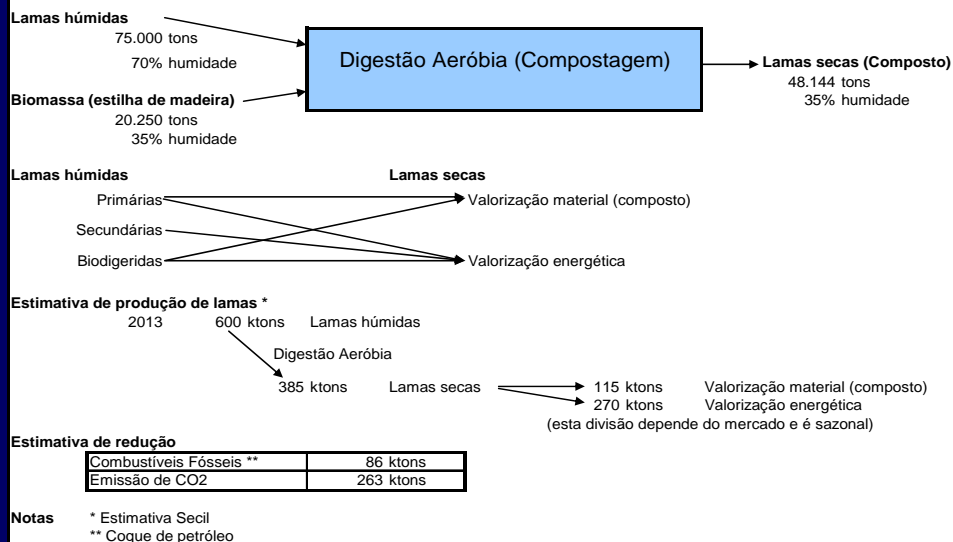 Lamas húmidas
75.000 tons
70% humidade
Digestão Aeróbia (Compostagem)
Lamas secas (Composto)
48.144 tons
35% humidade
Biomassa (estilha de madeira)
20.250 tons
35% humidade
Lamas húmidas Lamas secas
Primárias Valorização material (composto)
Secundárias
Biodigeridas Valorização energética
Estimativa de produção de lamas *
2013 600 ktons Lamas húmidas
Digestão Aeróbia
385 ktons Lamas secas 115 ktons Valorização material (composto)
270 ktons Valorização energética
(esta divisão depende do mercado e é sazonal)
Estimativa de redução
Combustíveis Fósseis ** 86 ktons
Emissão de CO2 263 ktons
Notas * Estimativa Secil
** Coque de petróleo